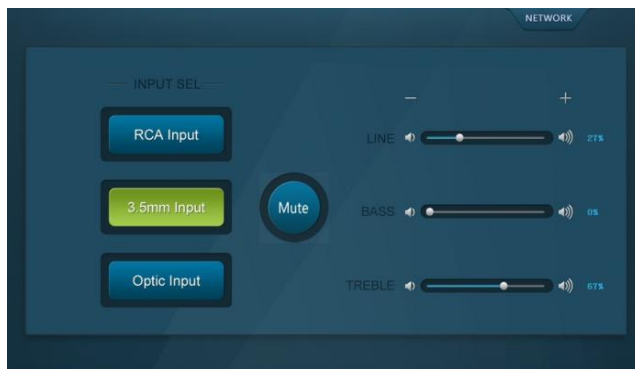 NETWORK
INPUT SEL
− +
RCA Input
LINE 27%
3.5mm Input
Mute
BASS 0%
Optic Input
TREBLE 67%